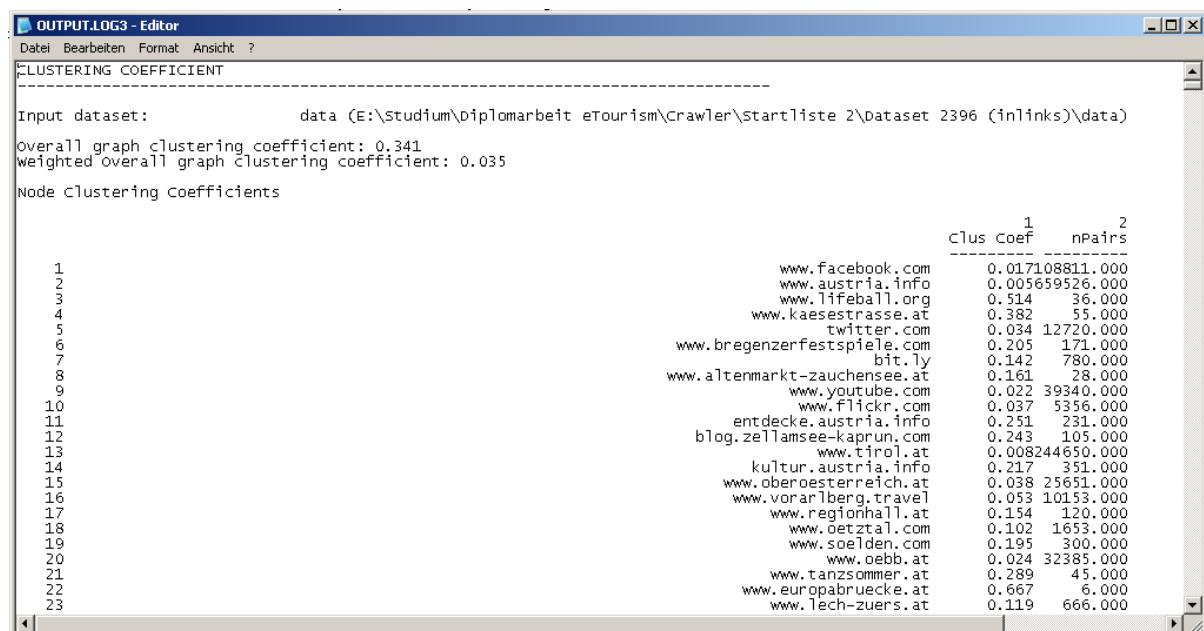 OUTPUT.LOG3 - Editor
Datei Bearbeiten Format Ansicht ?
CLUSTERING COEFFICIENT
--------------------------------------------------------------------------------
Input dataset: data (E:\Studium\Diplomarbeit eTourism\Crawler\Startliste 2\Dataset 2396 (inlinks)\data)
Overall graph clustering coefficient: 0.341
Weighted Overall graph clustering coefficient: 0.035
Node Clustering Coefficients
1 2
Clus Coef nPairs
--------- ---------
1 www.facebook.com 0.017108811.000
2 www.austria.info 0.005659526.000
3 www.lifeball.org 0.514 36.000
4 www.kaesestrasse.at 0.382 55.000
5 twitter.com 0.034 12720.000
6 www.bregenzerfestspiele.com 0.205 171.000
7 bit.ly 0.142 780.000
8 www.altenmarkt-zauchensee.at 0.161 28.000
9 www.youtube.com 0.022 39340.000
10 www.flickr.com 0.037 5356.000
11 entdecke.austria.info 0.251 231.000
12 blog.zellamsee-kaprun.com 0.243 105.000
13 www.tirol.at 0.008244650.000
14 kultur.austria.info 0.217 351.000
15 www.oberoesterreich.at 0.038 25651.000
16 www.vorarlberg.travel 0.053 10153.000
17 www.regionhall.at 0.154 120.000
18 www.oetztal.com 0.102 1653.000
19 www.soelden.com 0.195 300.000
20 www.oebb.at 0.024 32385.000
21 www.tanzsommer.at 0.289 45.000
22 www.europabruecke.at 0.667 6.000
23 www.lech-zuers.at 0.119 666.000